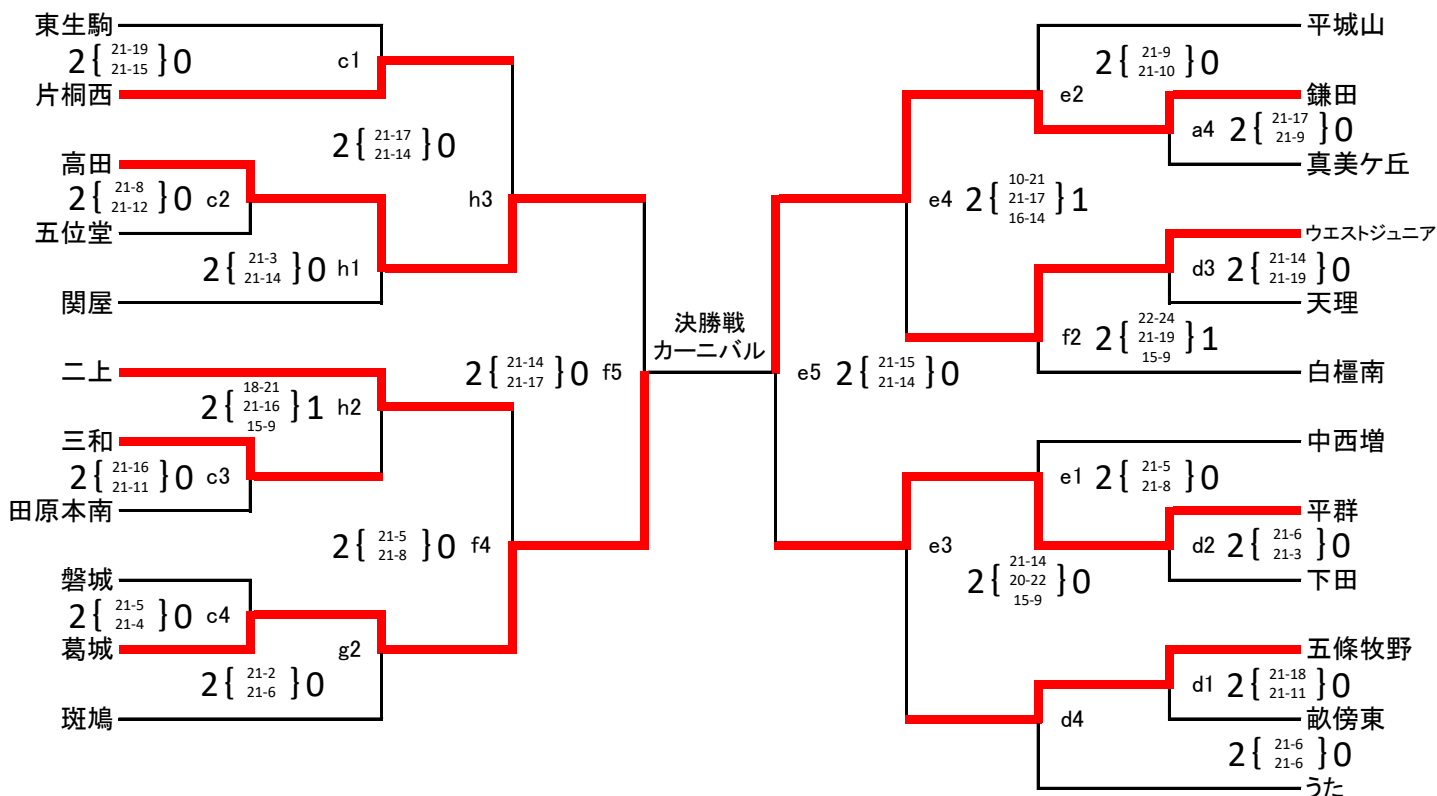 東生駒
2 { 21-19 21-15 } 0 c1
片桐西
2 { 21-17 21-14 } 0 h3
高田
2 { 21-8 21-12 } 0 c2
五位堂
2 { 21-3 21-14 } 0 h1
関屋
二上
2 { 18-21 21-16 15-9 } 1 h2
三和
2 { 21-16 21-11 } 0 c3
田原本南
2 { 21-14 21-17 } 0 f5
2 { 21-5 21-8 } 0 f4
磐城
2 { 21-5 21-4 } 0 c4
葛城
g2
2 { 21-2 21-6 } 0
斑鳩
決勝戦
カーニバル
平城山
2 { 21-9 21-10 } 0
e2
鎌田
a4 2 { 21-17 21-9 } 0
真美ケ丘
e4 2 { 10-21 21-17 16-14 } 1
ウエストジュニア
d3 2 { 21-14 21-19 } 0
天理
f2 2 { 22-24 21-19 15-9 } 1
白橿南
e5 2 { 21-15 21-14 } 0
中西増
e1 2 { 21-5 21-8 } 0
平群
d2 2 { 21-6 21-3 } 0
下田
e3
2 { 21-14 20-22 15-9 } 0
五條牧野
d1 2 { 21-18 21-11 } 0
畝傍東
d4
2 { 21-6 21-6 } 0
うた